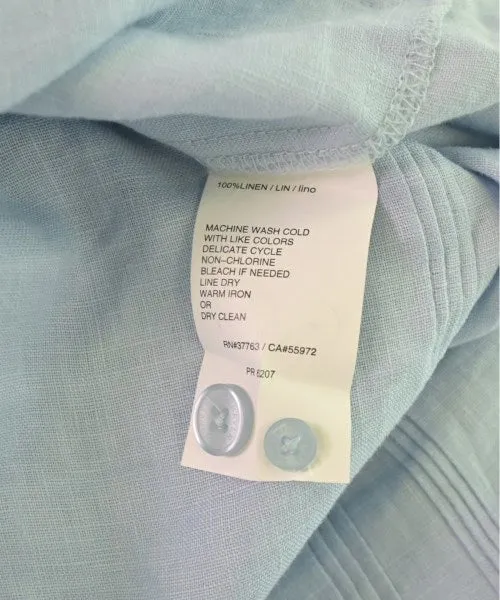 100%LINEN / LIN / lino
MACHINE WASH COLD
WITH LIKE COLORS
DELICATE CYCLE
NON-CHLORINE
BLEACH IF NEEDED
LINE DRY
WARM IRON
OR
DRY CLEAN
RN#37763 / CA#55972
PR 6207